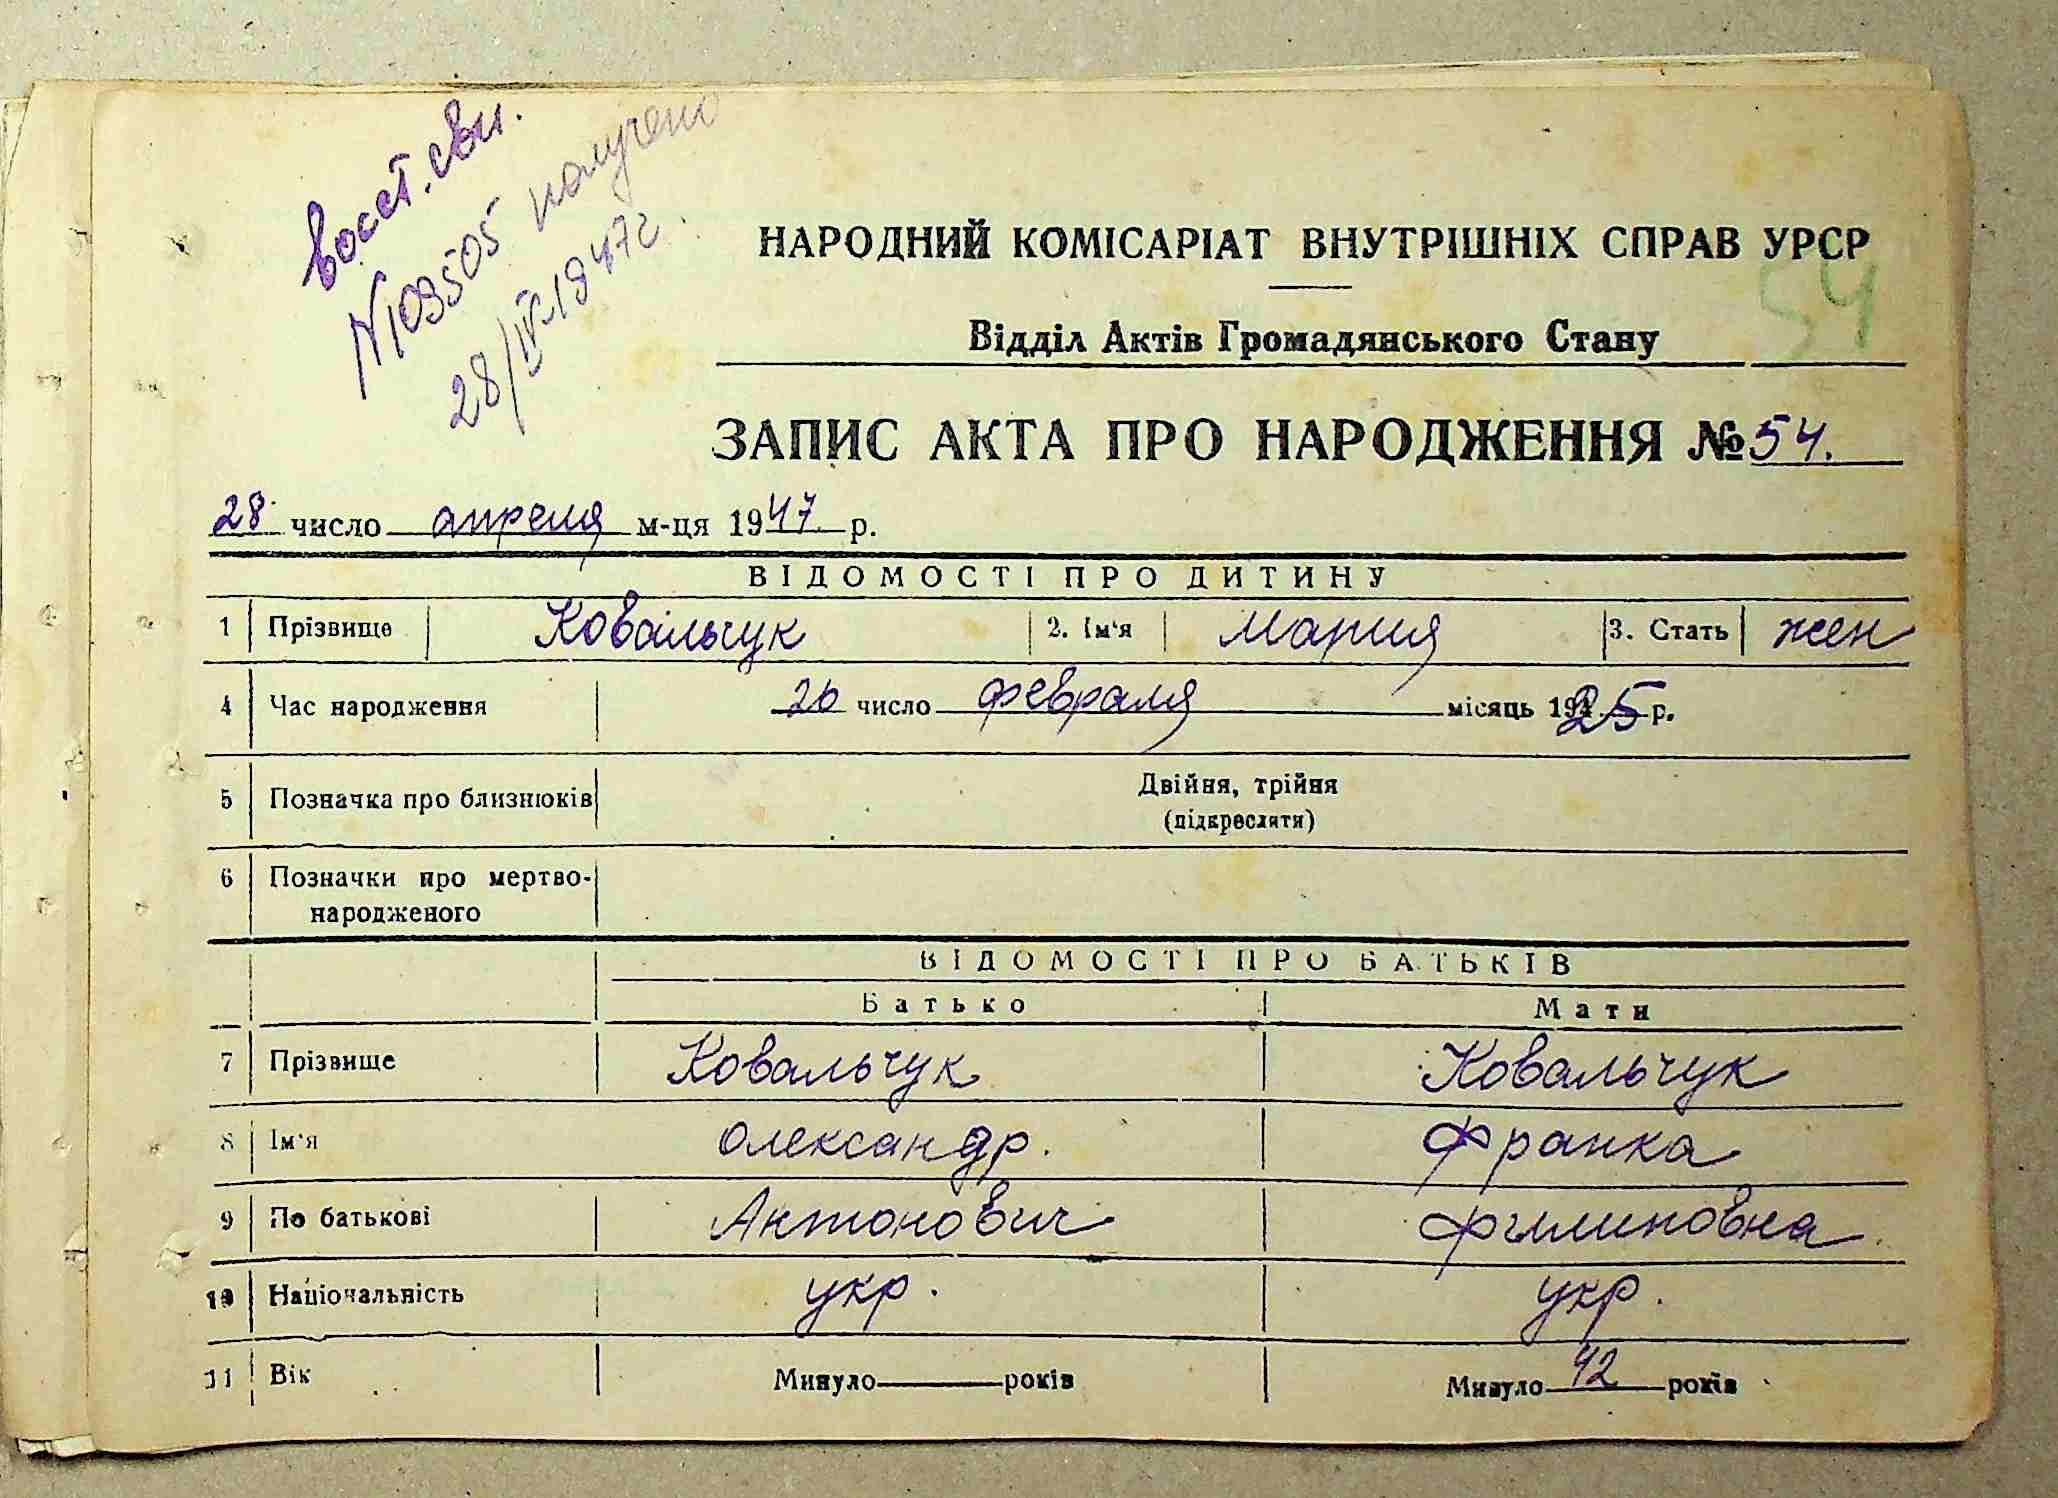 восст. сви.
N 103505 получено
28/IV-1947 г.
НАРОДНИЙ КОМІСАРІАТ ВНУТРІШНІХ СПРАВ УРСР
54
Відділ Актів Громадянського Стану
ЗАПИС АКТА ПРО НАРОДЖЕННЯ № 54.
28 число апреля м-ця 1947 р.
ВІДОМОСТІ ПРО ДИТИНУ
1 Прізвище Ковальчук 2. Ім'я Мария 3. Стать жен
4 Час народження 26 число февраля місяць 1925 р.
5 Позначка про близнюків Двійня, трійня
(підкреслити)
6 Позначки про мертво-
народженого
ВІДОМОСТІ ПРО БАТЬКІВ
Батько Мати
7 Прізвище Ковальчук Ковальчук
8 Ім'я Олександр. Франка
9 По батькові Антонович Филиповна
10 Національність укр. укр.
11 Вік Минуло років Минуло 42 років